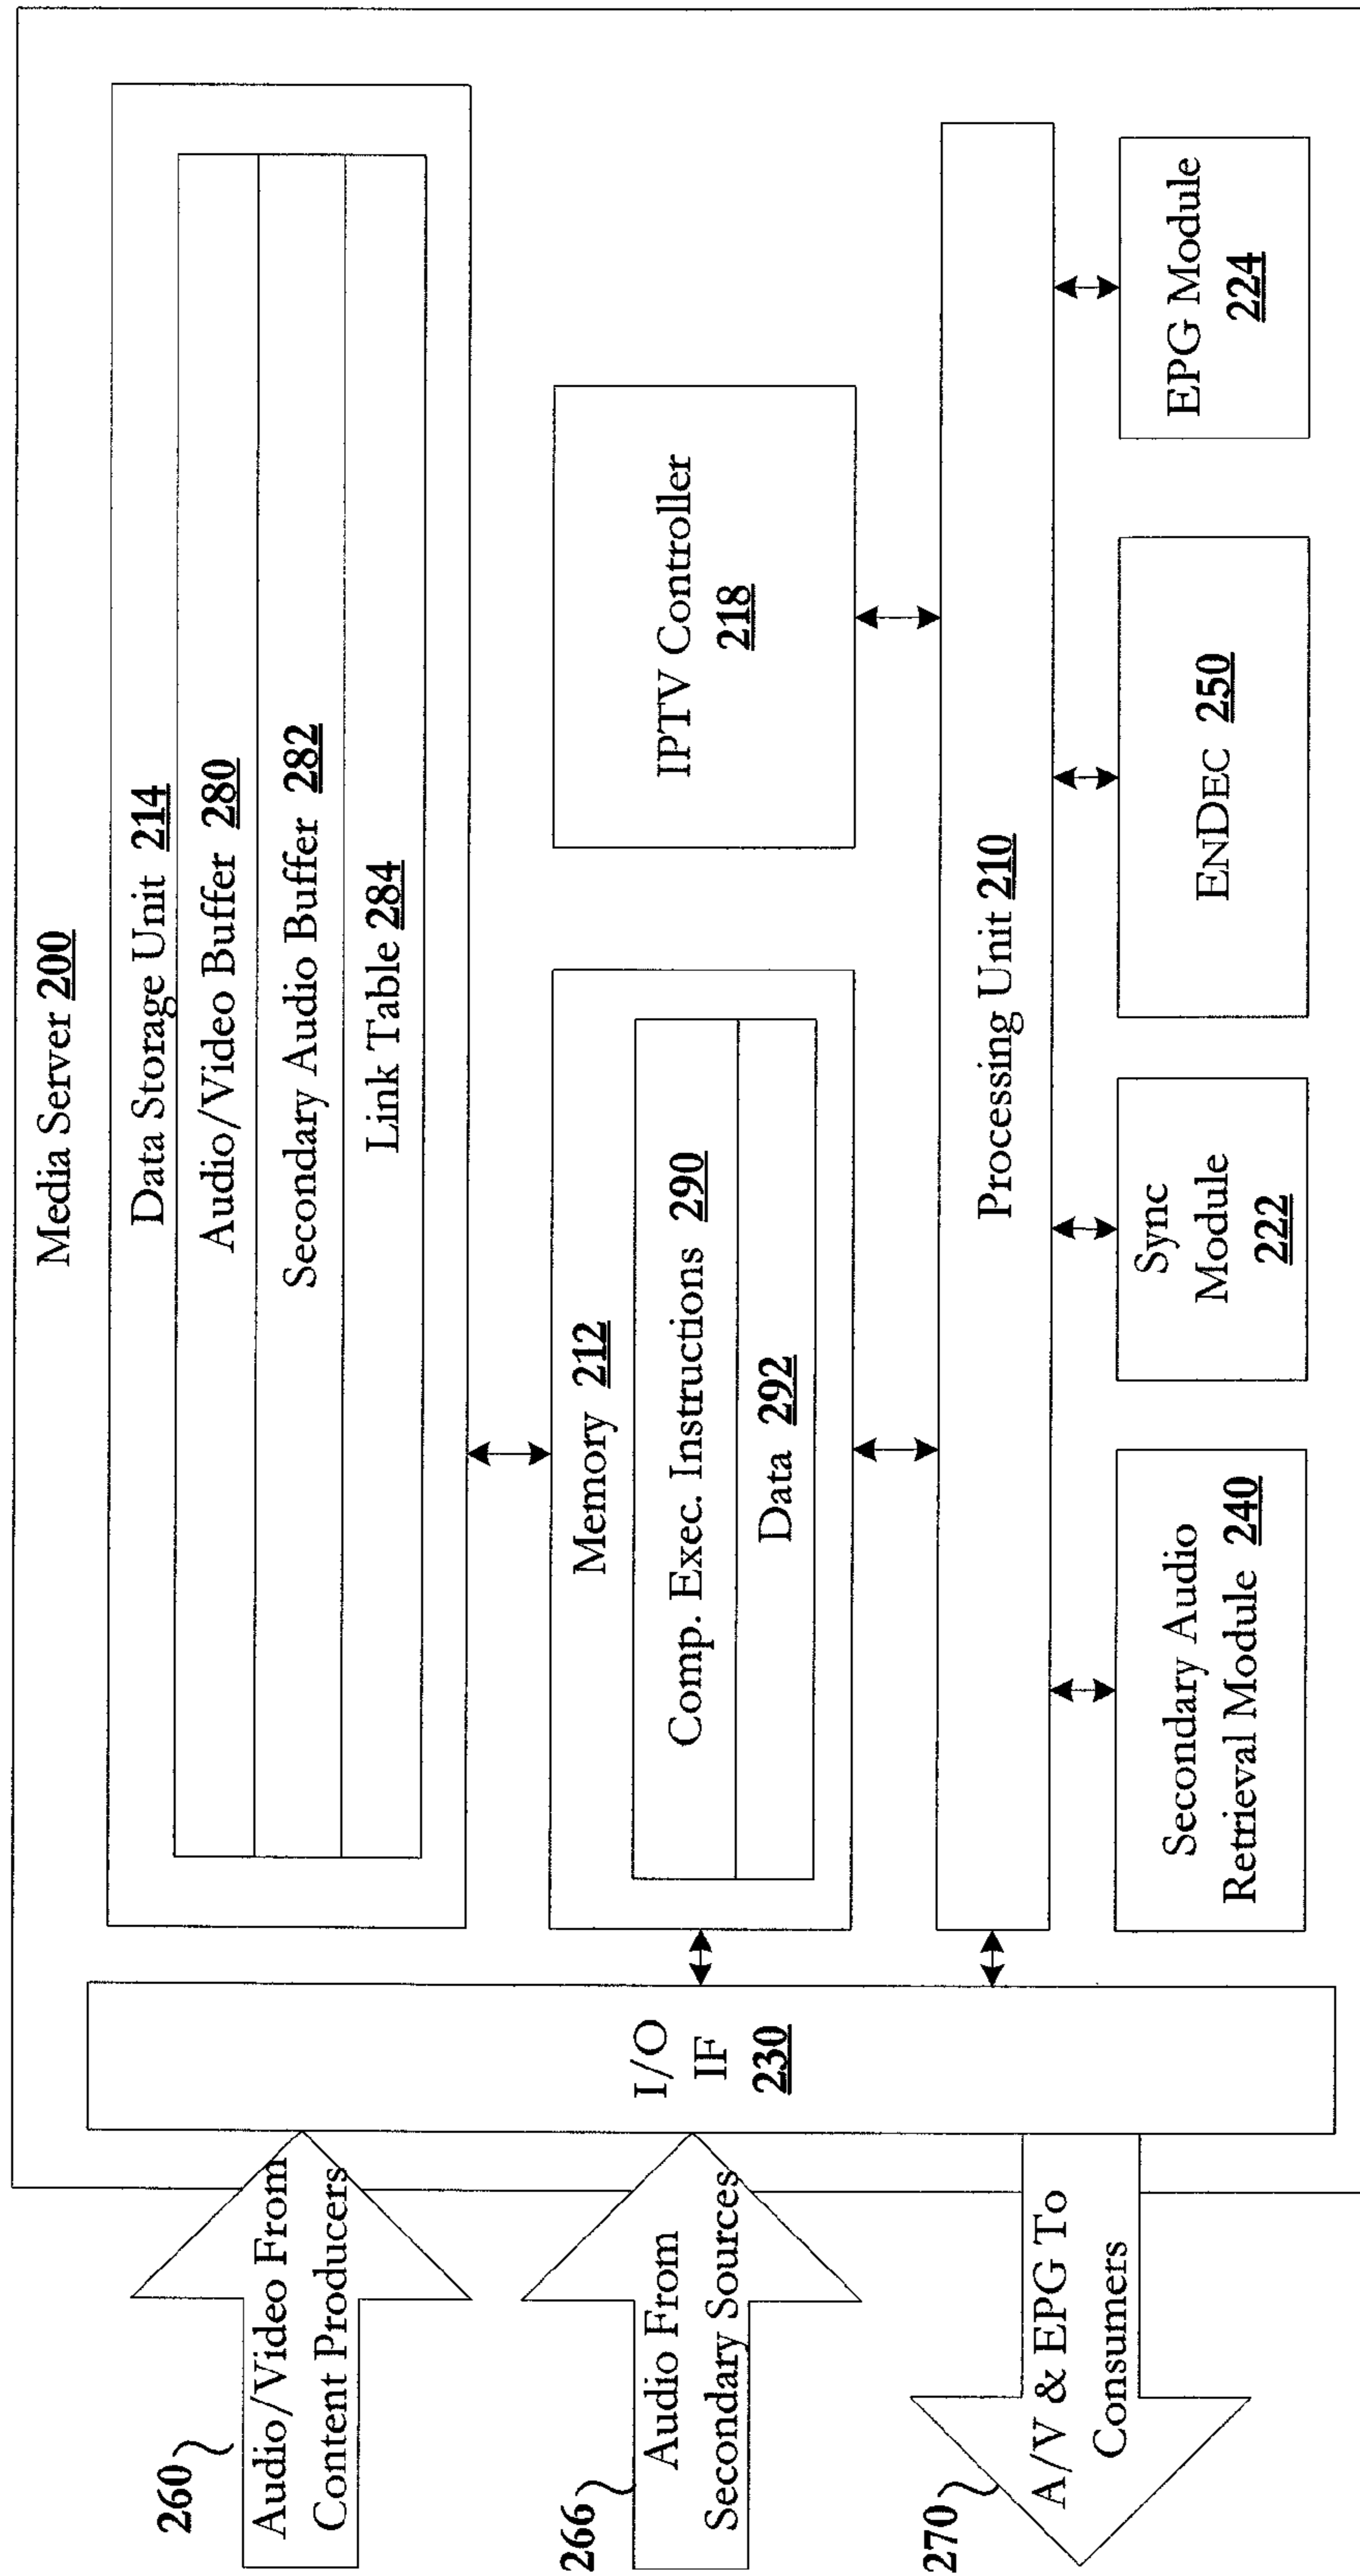 Media Server 200
Data Storage Unit 214
Audio/Video Buffer 280
Secondary Audio Buffer 282
Link Table 284
Memory 212
Comp. Exec. Instructions 290
Data 292
IPTV Controller
218
Processing Unit 210
Secondary Audio
Retrieval Module 240
Sync
Module
222
ENDEC 250
EPG Module
224
I/O
IF
230
260
Audio/Video From
Content Producers
266
Audio From
Secondary Sources
270
A/V & EPG To
Consumers